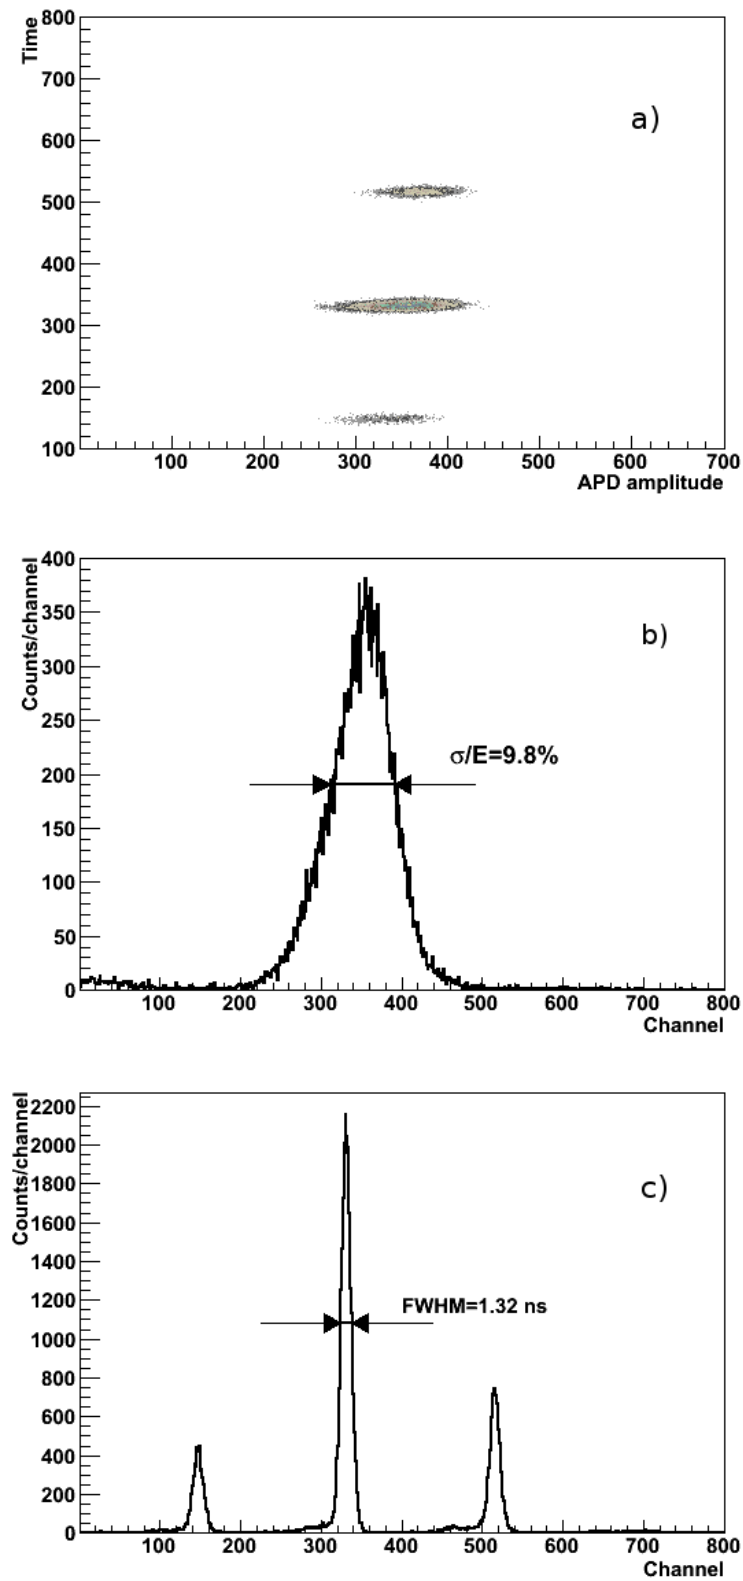 Time
800
700
600
500
400
300
200
100
a)
100 200 300 400 500 600 700
APD amplitude
Counts/channel
400
350
300
250
200
150
100
50
0
b)
σ/E=9.8%
100 200 300 400 500 600 700 800
Channel
Counts/channel
2200
2000
1800
1600
1400
1200
1000
800
600
400
200
0
c)
FWHM=1.32 ns
100 200 300 400 500 600 700 800
Channel